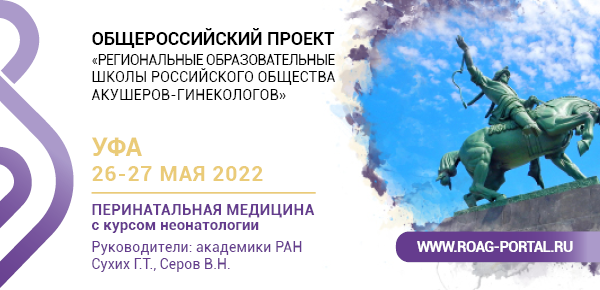 ОБЩЕРОССИЙСКИЙ ПРОЕКТ
«РЕГИОНАЛЬНЫЕ ОБРАЗОВАТЕЛЬНЫЕ
ШКОЛЫ РОССИЙСКОГО ОБЩЕСТВА
АКУШЕРОВ-ГИНЕКОЛОГОВ»
УФА
26-27 МАЯ 2022
ПЕРИНАТАЛЬНАЯ МЕДИЦИНА
с курсом неонатологии
Руководители: академики РАН
Сухих Г.Т., Серов В.Н.
WWW.ROAG-PORTAL.RU